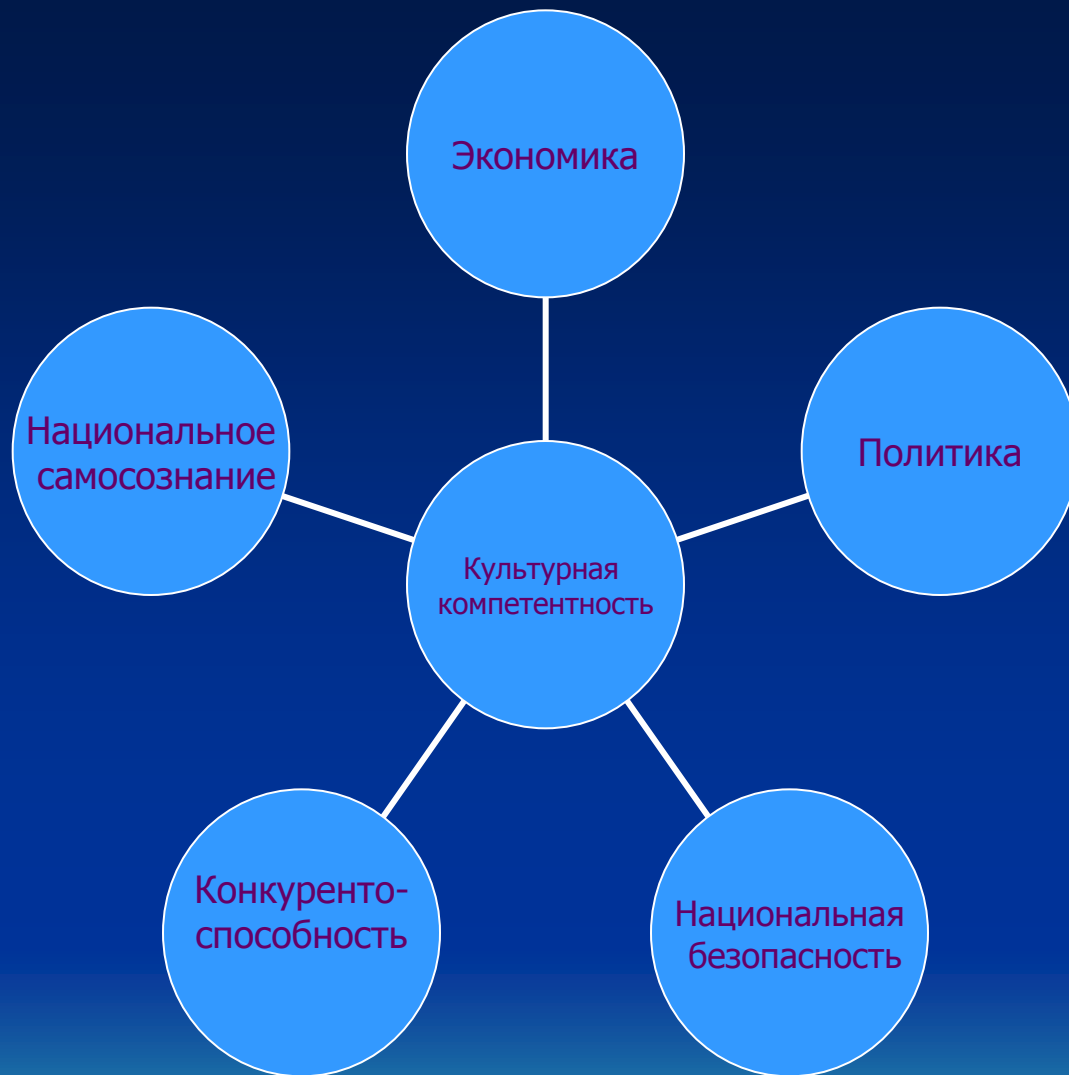 Экономика
Национальное
самосознание
Политика
Культурная
компетентность
Конкуренто-
способность
Национальная
безопасность